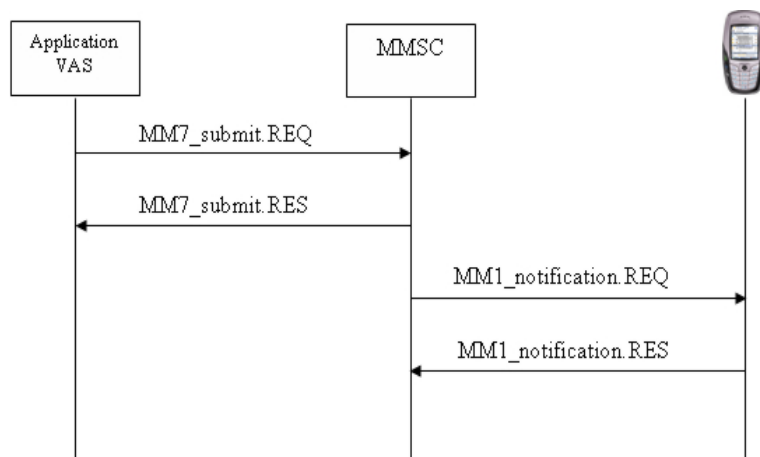 Application
VAS
MMSC
MM7_submit.REQ
MM7_submit.RES
MM1_notification.REQ
MM1_notification.RES